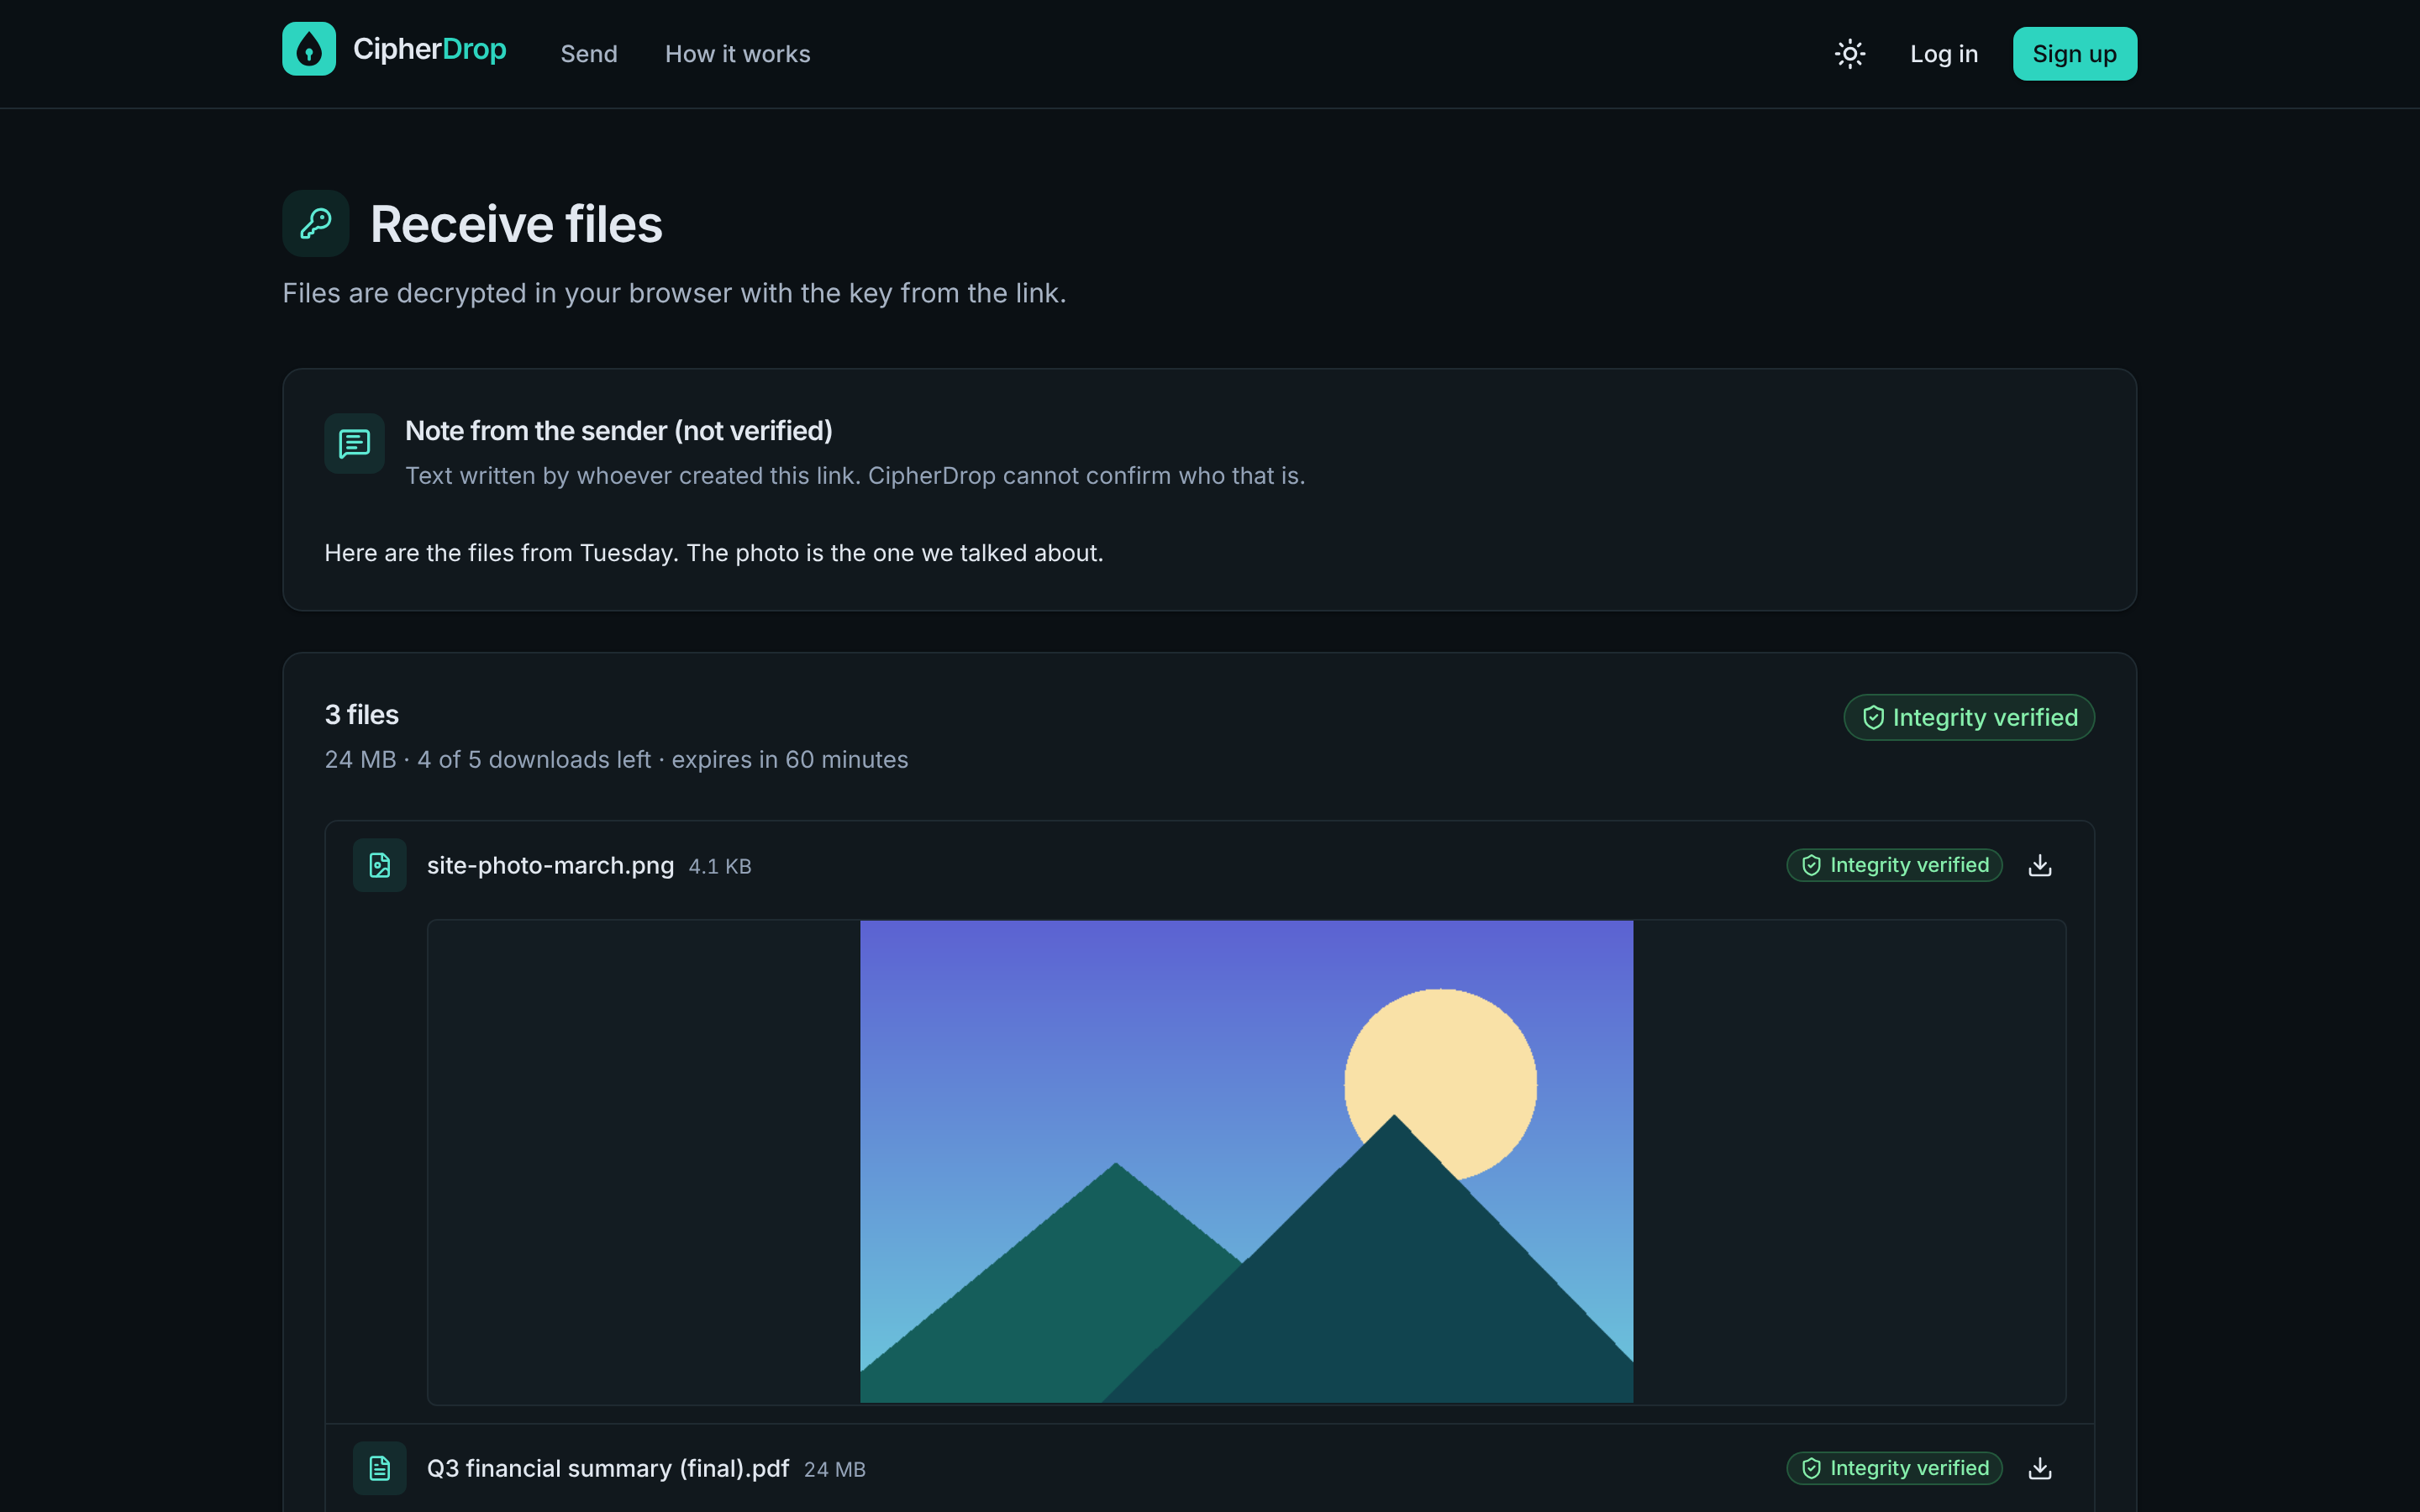 CipherDrop Send How it works Log in Sign up
Receive files
Files are decrypted in your browser with the key from the link.
Note from the sender (not verified)
Text written by whoever created this link. CipherDrop cannot confirm who that is.
Here are the files from Tuesday. The photo is the one we talked about.
3 files Integrity verified
24 MB · 4 of 5 downloads left · expires in 60 minutes
site-photo-march.png 4.1 KB Integrity verified
Q3 financial summary (final).pdf 24 MB Integrity verified